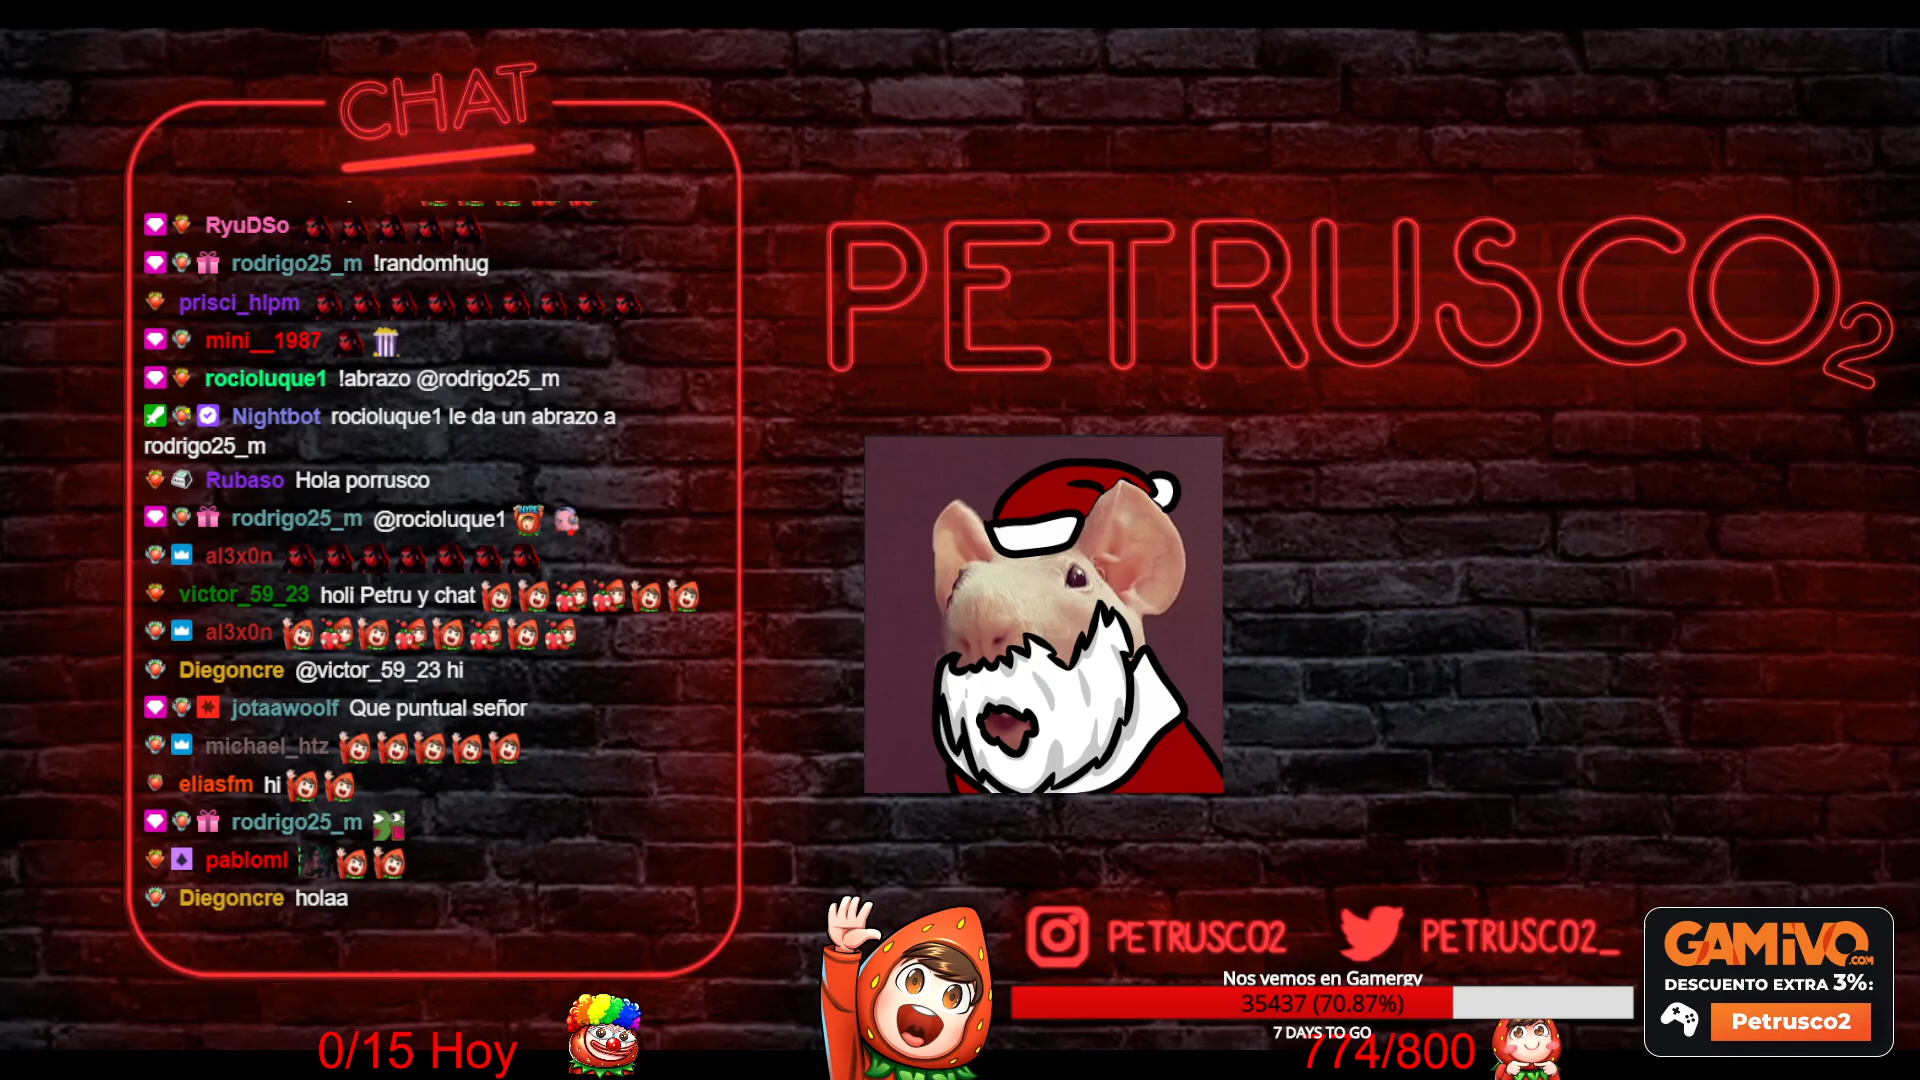 CHAT
RyuDSo
rodrigo25_m !randomhug
prisci_hlpm
mini__1987
rocioluque1 !abrazo @rodrigo25_m
Nightbot rocioluque1 le da un abrazo a
rodrigo25_m
Rubaso Hola porrusco
rodrigo25_m @rocioluque1 HYPE
al3x0n
victor_59_23 holi Petru y chat
al3x0n
Diegoncre @victor_59_23 hi
jotaawoolf Que puntual señor
michael_htz
eliasfm hi
rodrigo25_m
pabloml
Diegoncre holaa
0/15 Hoy
PETRUSCO2
PETRUSCO2 PETRUSCO2_
Nos vemos en Gamergy
35437 (70.87%)
7 DAYS TO GO
774/800
GAMIVO.COM
DESCUENTO EXTRA 3%:
Petrusco2